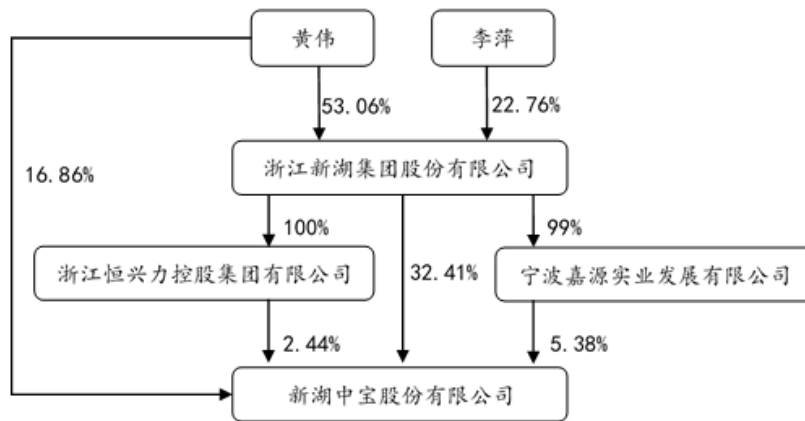 黄伟
李萍
53.06%
22.76%
浙江新湖集团股份有限公司
16.86%
100%
99%
浙江恒兴力控股集团有限公司
32.41%
宁波嘉源实业发展有限公司
2.44%
5.38%
新湖中宝股份有限公司